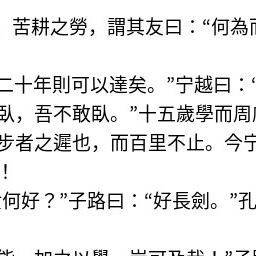 苦耕之勞，謂其友曰：“何為而
二十年則可以達矣。”宁越曰：“
臥，吾不敢臥。”十五歲學而周
步者之遲也，而百里不止。今宁
！
何好？”子路曰：“好長劍。”孔